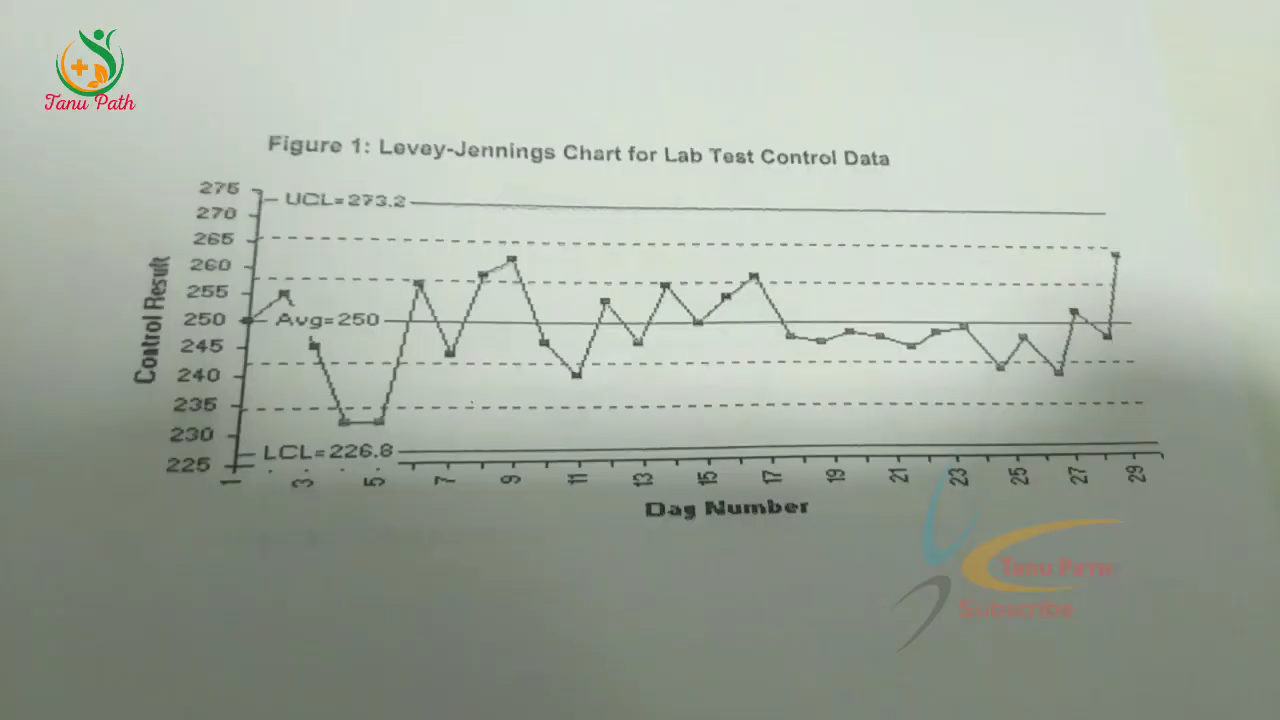 Tanu Path
Figure 1: Levey-Jennings Chart for Lab Test Control Data
275
UCL=273.2
270
265
260
255
250
Avg=250
245
240
235
230
LCL=226.8
225
Control Result
1 3 5 7 9 11 13 15 17 19 21 23 25 27 29
Day Number
Tanu Path
Subscribe